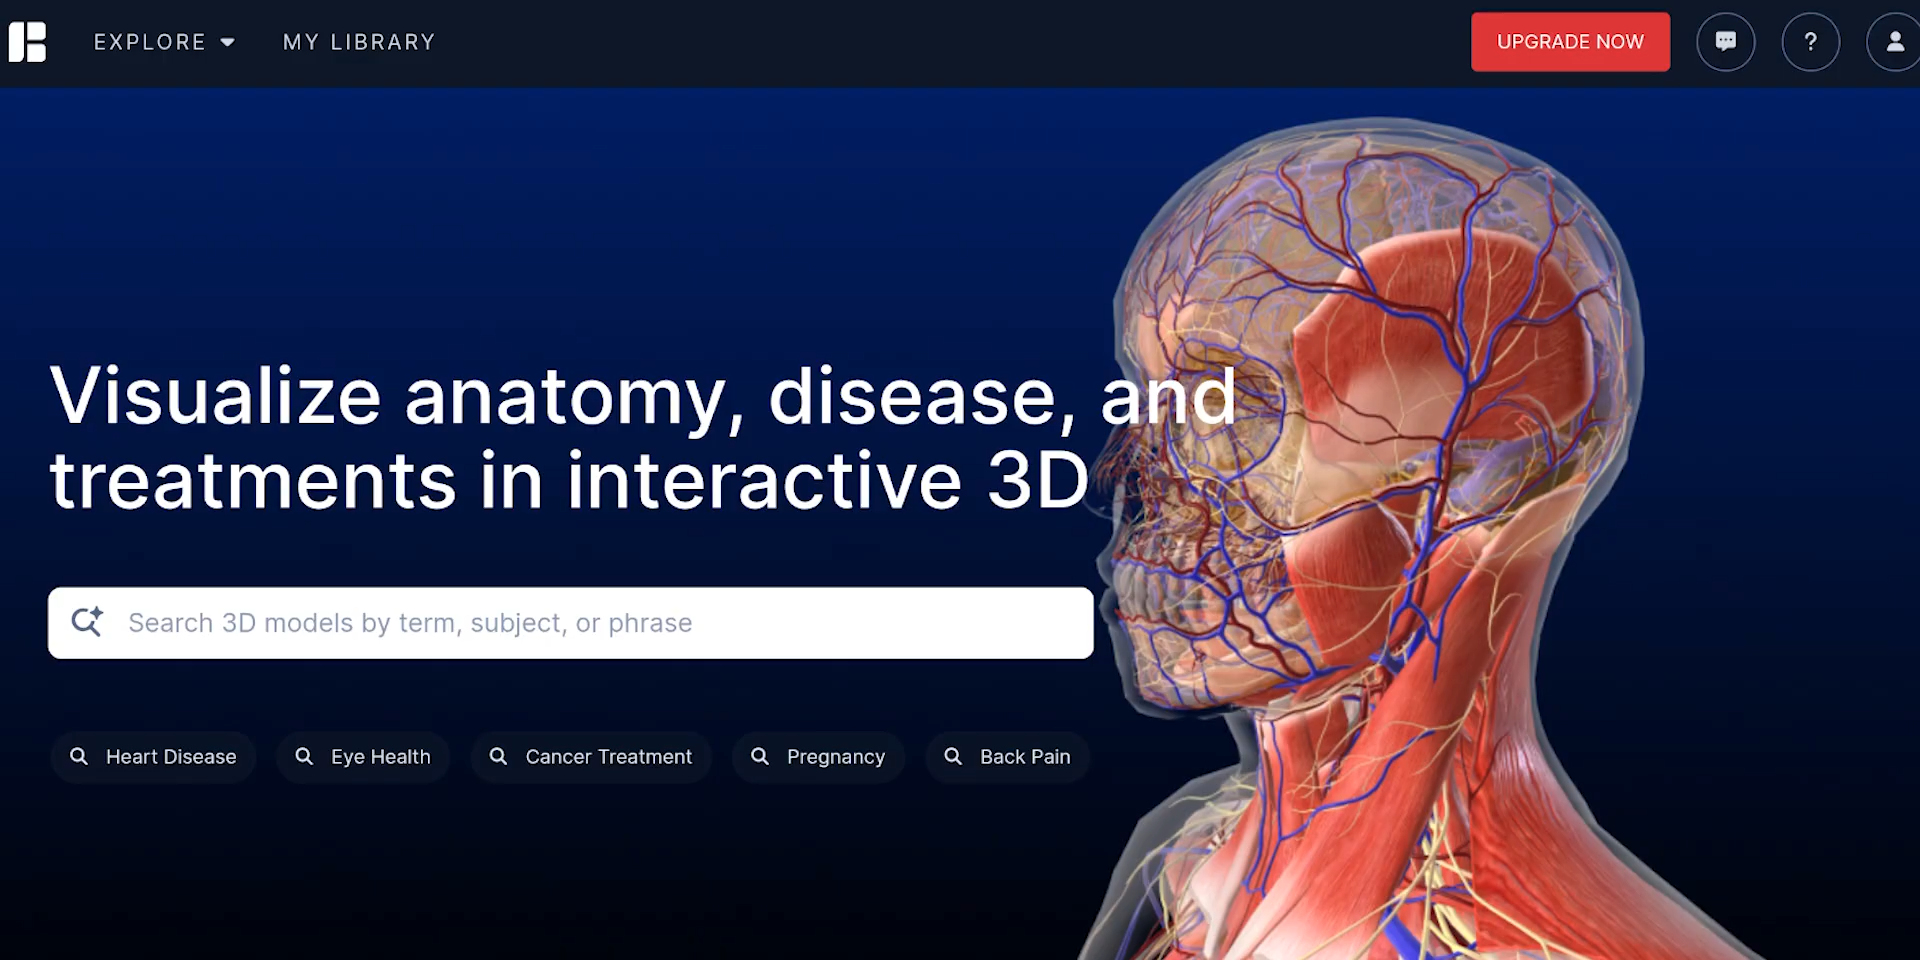 EXPLORE
MY LIBRARY
UPGRADE NOW
?
Visualize anatomy, disease, and
treatments in interactive 3D
Search 3D models by term, subject, or phrase
Heart Disease
Eye Health
Cancer Treatment
Pregnancy
Back Pain